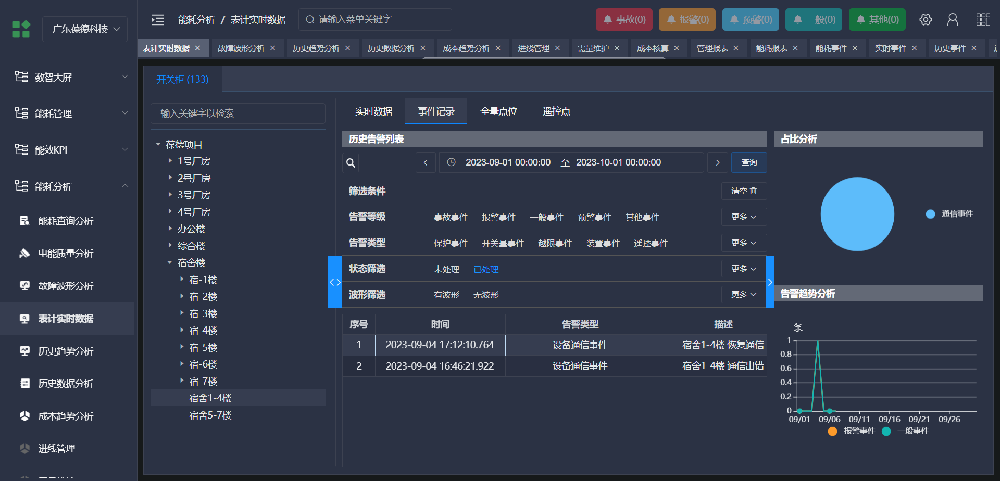 广东葆德科技
能耗分析 / 表计实时数据
请输入菜单关键字
事故(0)
报警(0)
预警(0)
一般(0)
其他(0)
表计实时数据
故障波形分析
历史趋势分析
历史数据分析
成本趋势分析
进线管理
需量维护
成本核算
管理报表
能耗报表
能耗事件
实时事件
历史事件
数智大屏
能耗管理
能效KPI
能耗分析
能耗查询分析
电能质量分析
故障波形分析
表计实时数据
历史趋势分析
历史数据分析
成本趋势分析
进线管理
开关柜 (133)
输入关键字以检索
葆德项目
1号厂房
2号厂房
3号厂房
4号厂房
办公楼
综合楼
宿舍楼
宿-1楼
宿-2楼
宿-3楼
宿-4楼
宿-5楼
宿-6楼
宿-7楼
宿舍1-4楼
宿舍5-7楼
实时数据 事件记录 全量点位 遥控点
历史告警列表
2023-09-01 00:00:00 至 2023-10-01 00:00:00
查询
筛选条件 清空
告警等级 事故事件 报警事件 一般事件 预警事件 其他事件 更多
告警类型 保护事件 开关量事件 越限事件 装置事件 遥控事件 更多
状态筛选 未处理 已处理 更多
波形筛选 有波形 无波形 更多
序号 时间 告警类型 描述
1 2023-09-04 17:12:10.764 设备通信事件 宿舍1-4楼 恢复通信
2 2023-09-04 16:46:21.922 设备通信事件 宿舍1-4楼 通信出错
占比分析
通信事件
告警趋势分析
条
1
0.8
0.6
0.4
0.2
0
09/01 09/06 09/11 09/16 09/21 09/26
报警事件 一般事件